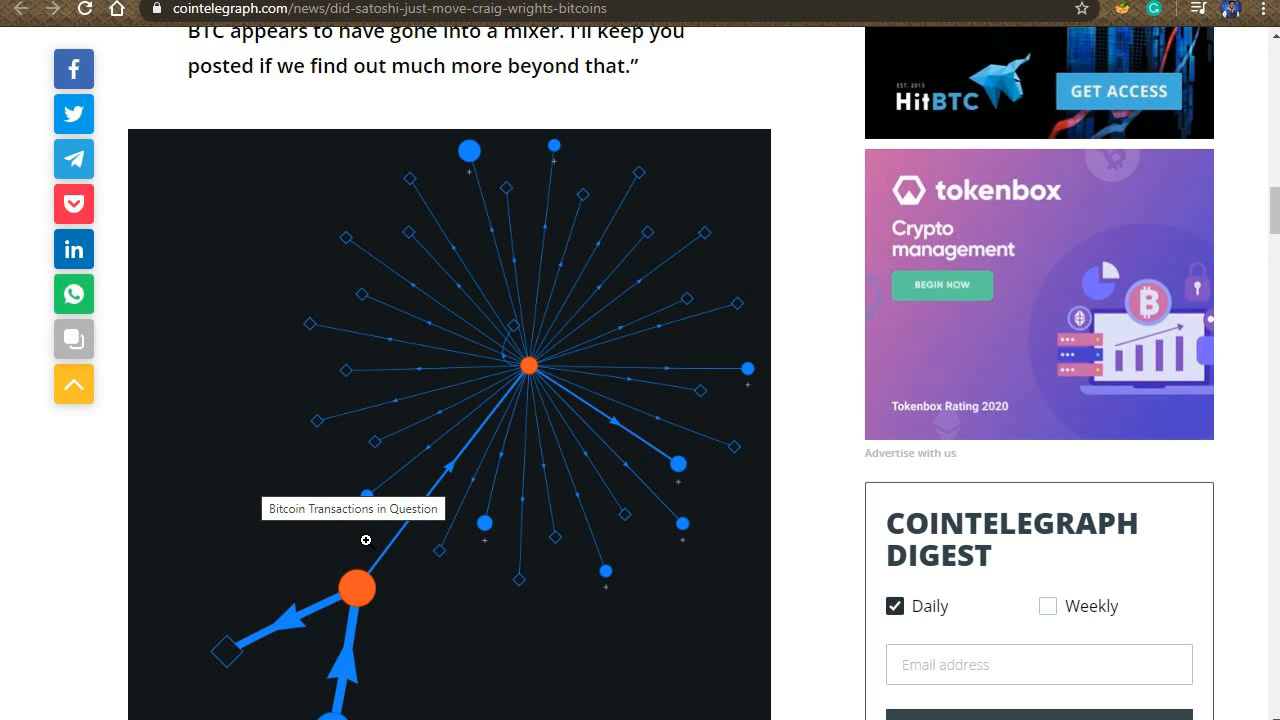 cointelegraph.com/news/did-satoshi-just-move-craig-wrights-bitcoins
BTC appears to have gone into a mixer. I'll keep you
posted if we find out much more beyond that.”
Bitcoin Transactions in Question
EST. 2013
HitBTC
GET ACCESS
tokenbox
Crypto
management
BEGIN NOW
Tokenbox Rating 2020
Advertise with us
COINTELEGRAPH
DIGEST
Daily
Weekly
Email address